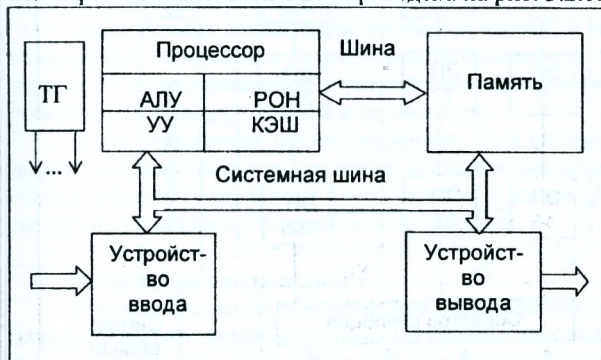 Процессор
Шина
Память
ТГ
АЛУ РОН
УУ КЭШ
...
Системная шина
Устройст-
во
ввода
Устройст-
во
вывода